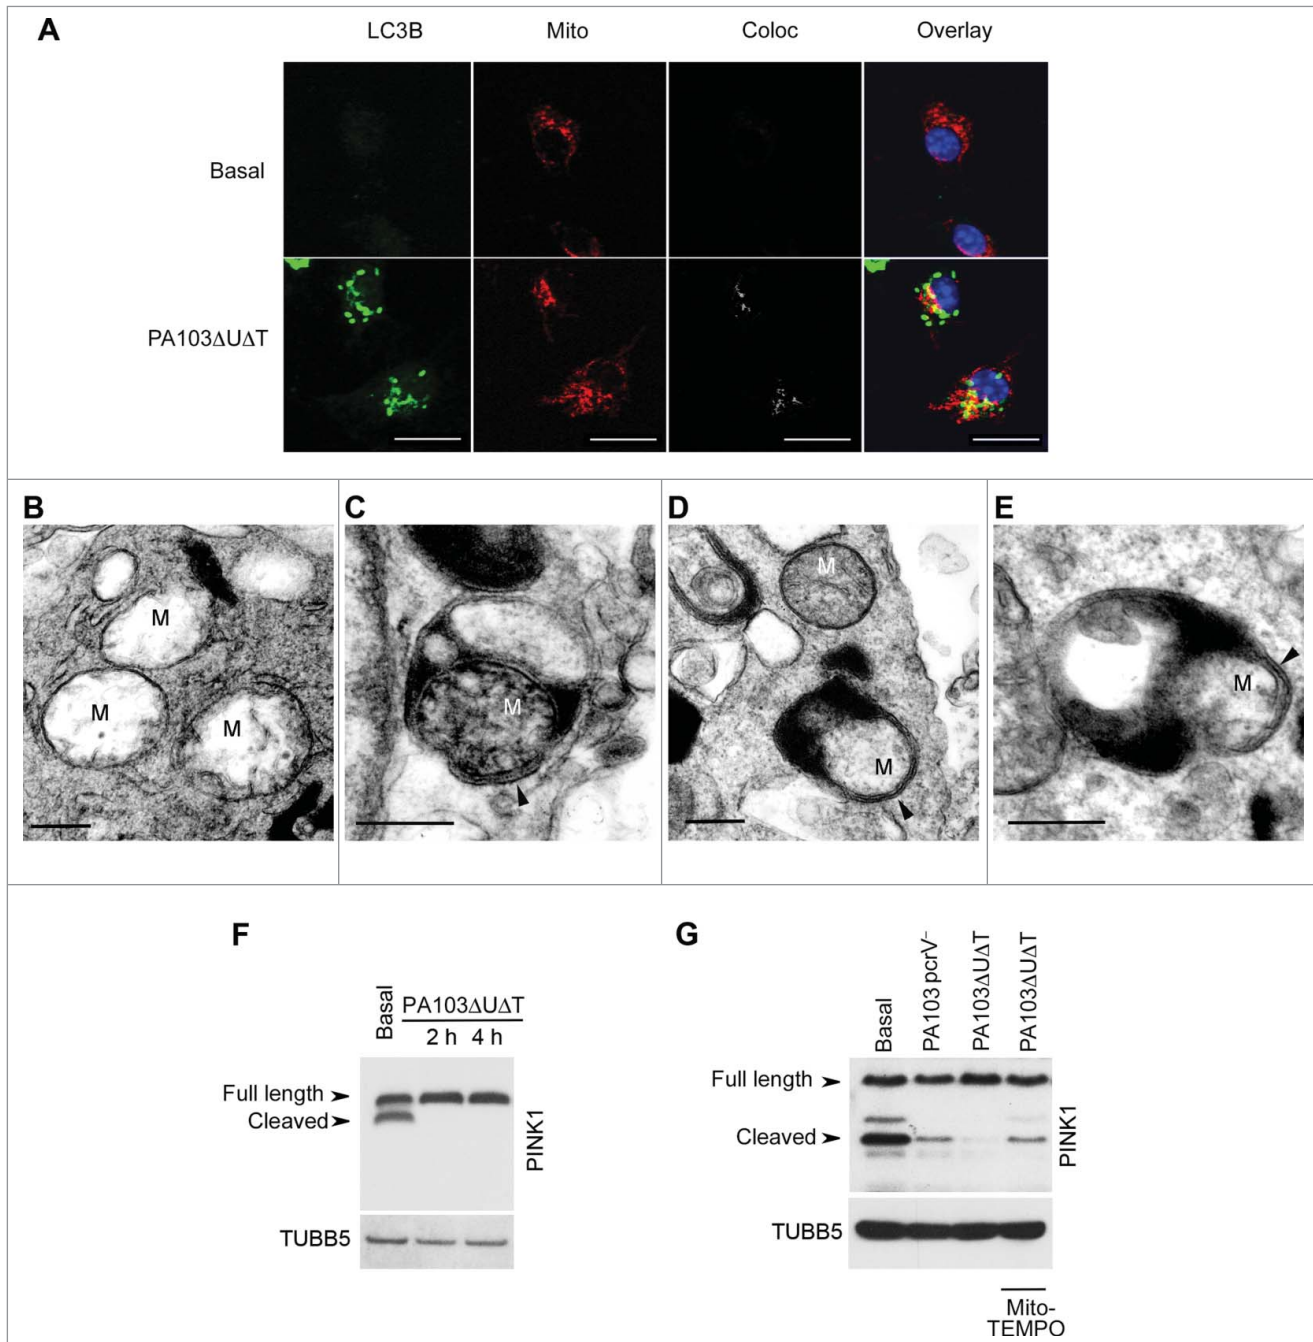 A
LC3B Mito Coloc Overlay
Basal
PA103ΔUΔT
B C D E
M
M
M
M
M
M
M
F
Basal
PA103ΔUΔT
2 h 4 h
Full length
Cleaved
PINK1
TUBB5
G
Basal
PA103 pcrV⁻
PA103ΔUΔT
PA103ΔUΔT
Full length
Cleaved
PINK1
TUBB5
Mito-
TEMPO